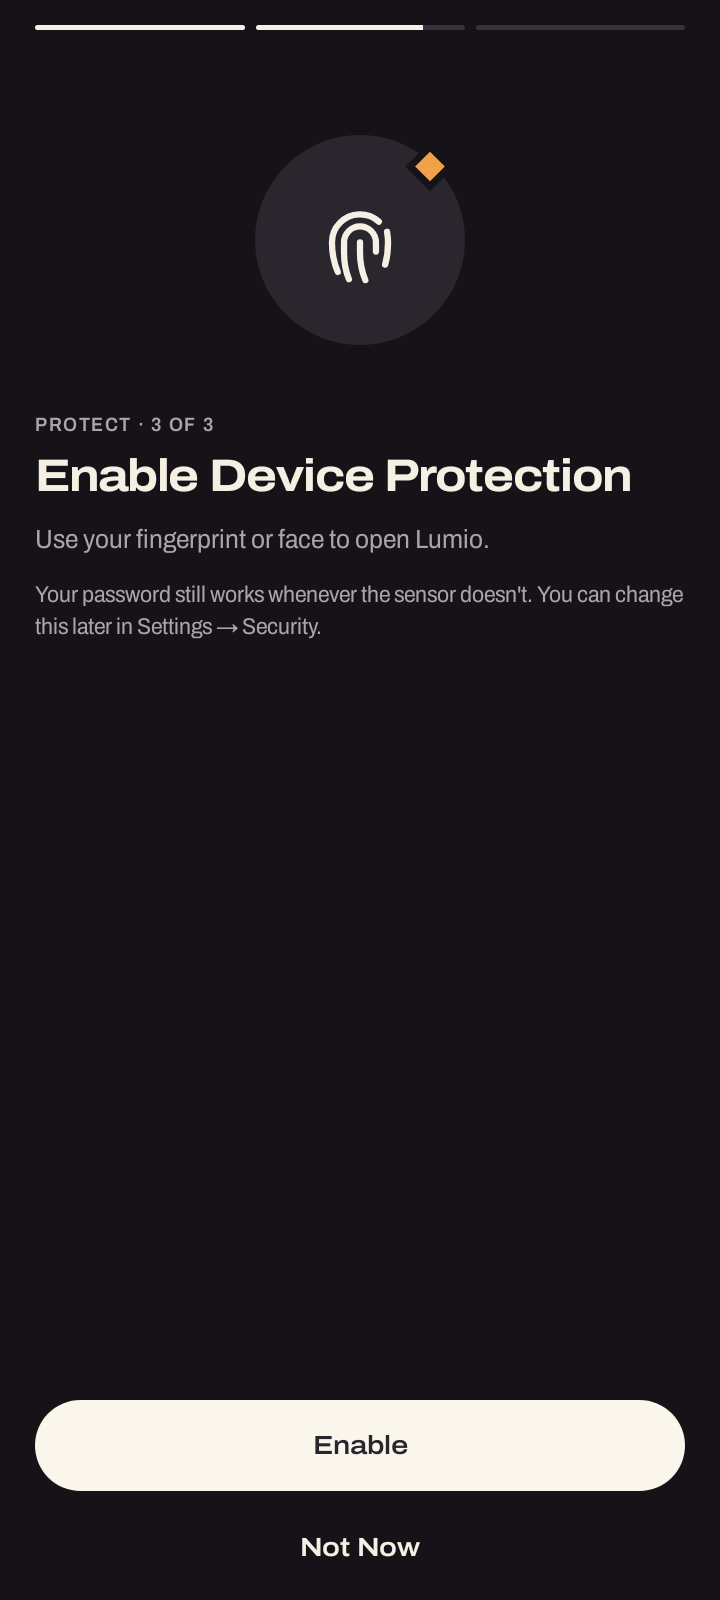 PROTECT · 3 OF 3
Enable Device Protection
Use your fingerprint or face to open Lumio.
Your password still works whenever the sensor doesn't. You can change
this later in Settings → Security.
Enable
Not Now